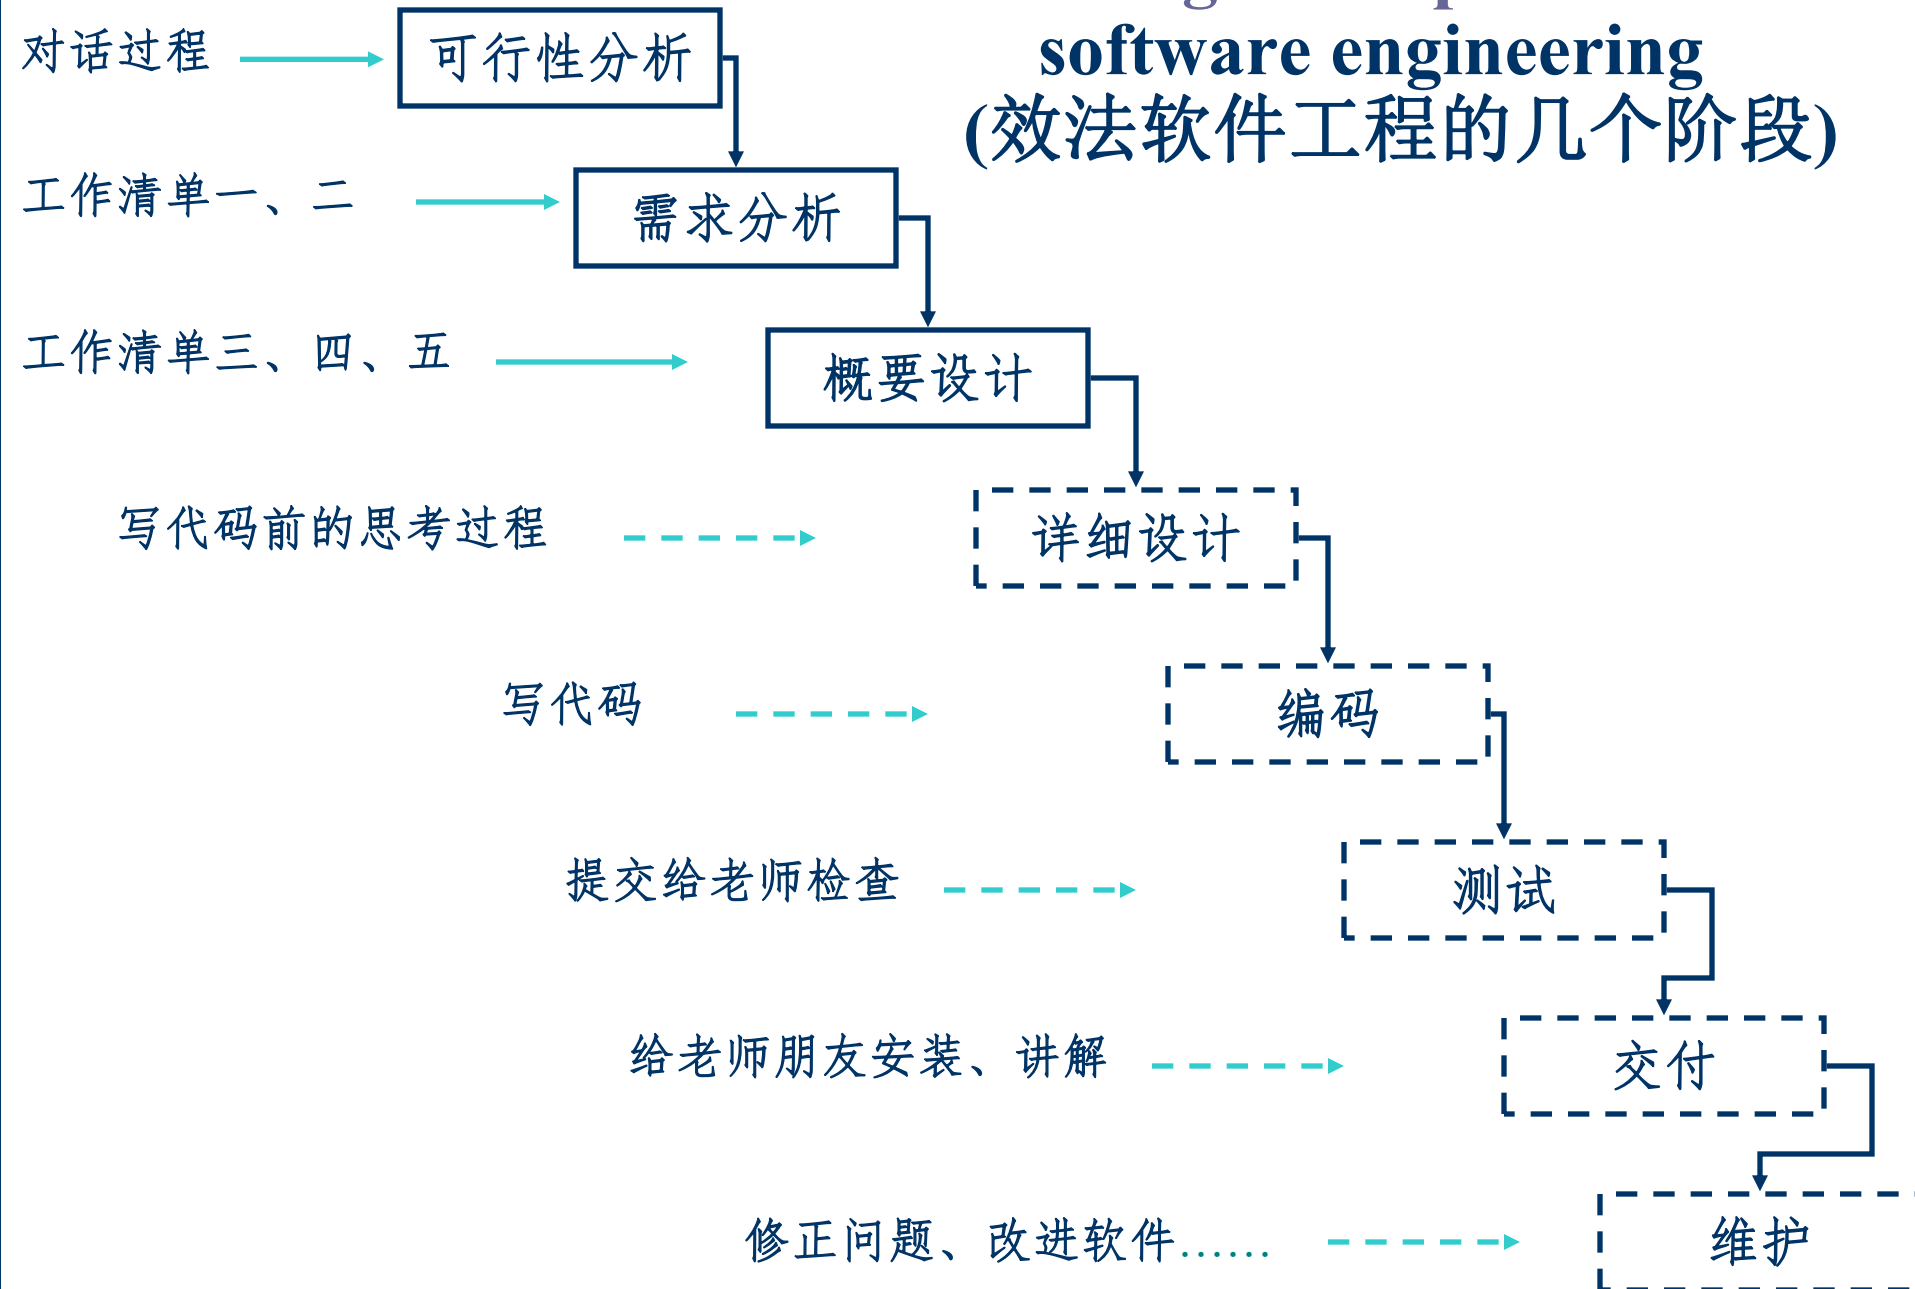 software engineering
(效法软件工程的几个阶段)
对话过程
可行性分析
工作清单一、二
需求分析
工作清单三、四、五
概要设计
写代码前的思考过程
详细设计
写代码
编码
提交给老师检查
测试
给老师朋友安装、讲解
交付
修正问题、改进软件......
维护